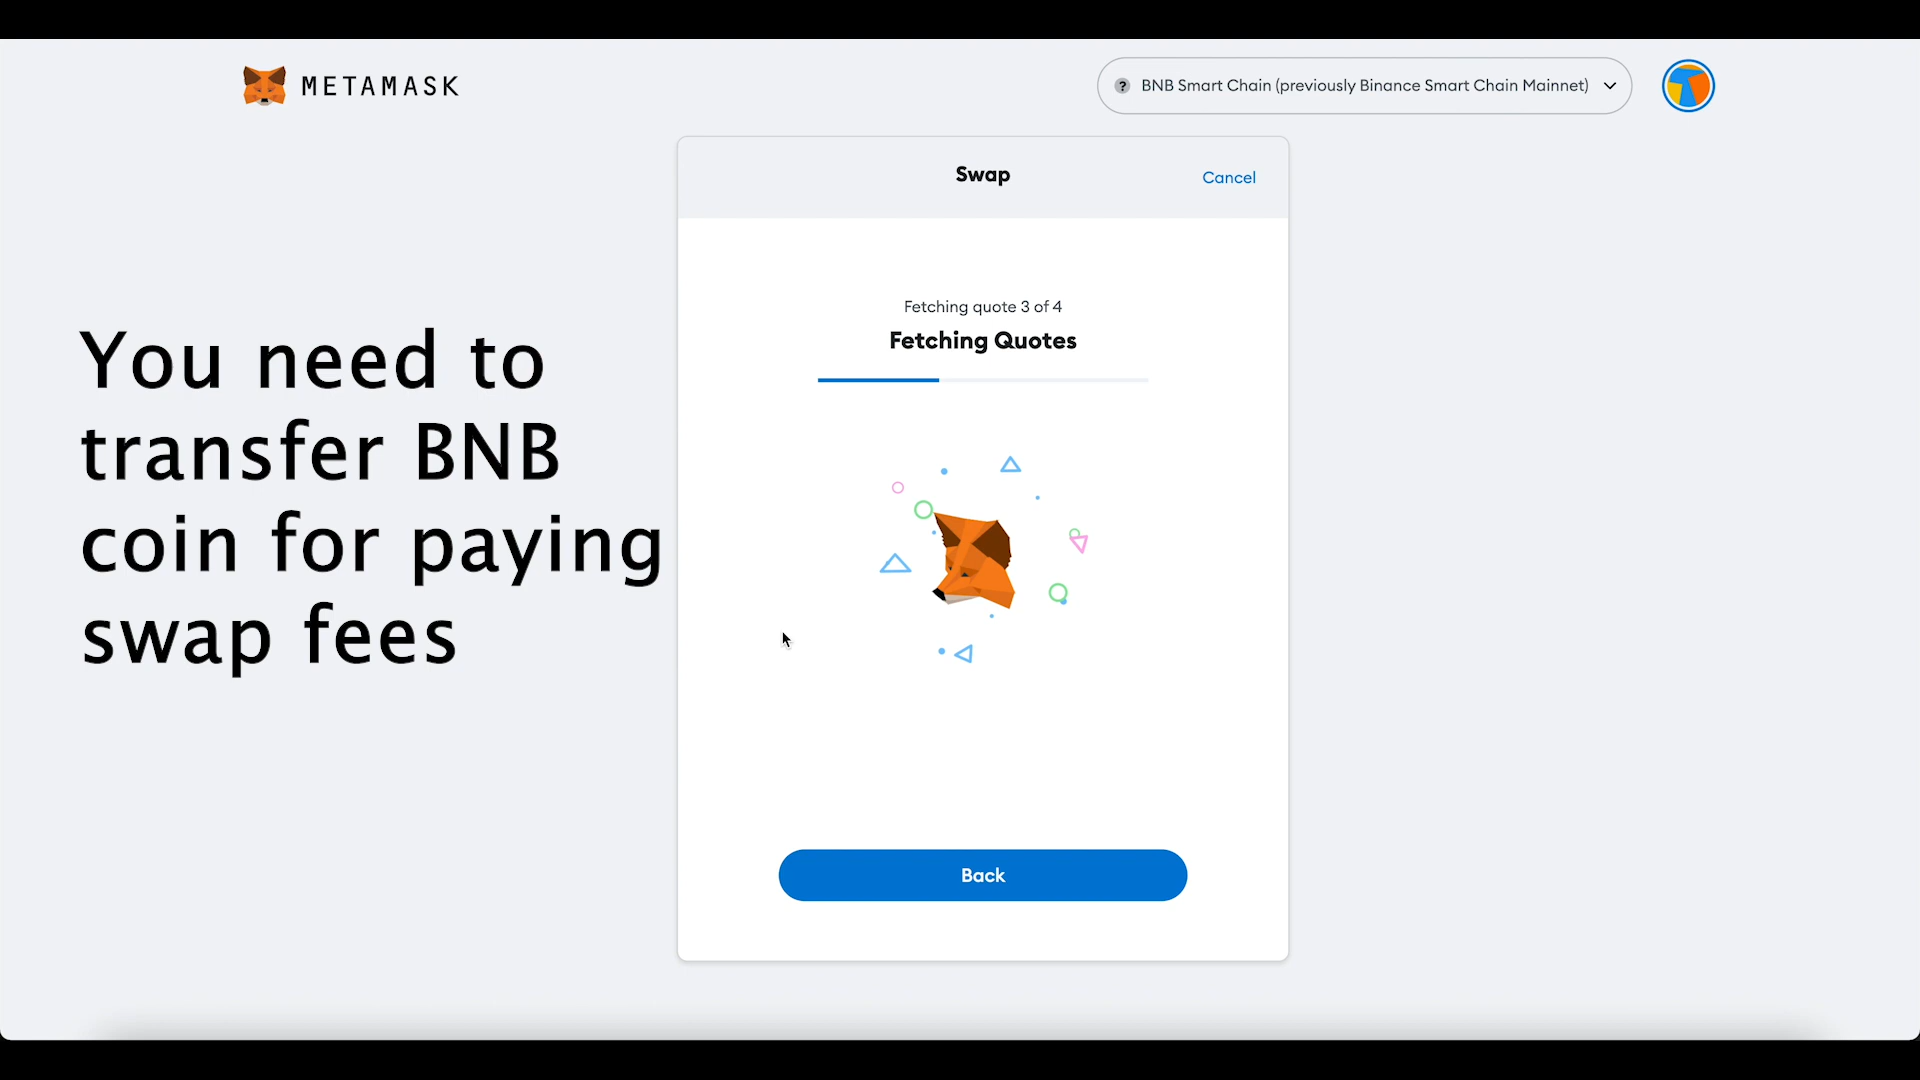 METAMASK
? BNB Smart Chain (previously Binance Smart Chain Mainnet)
Swap
Cancel
Fetching quote 3 of 4
Fetching Quotes
You need to
transfer BNB
coin for paying
swap fees
Back